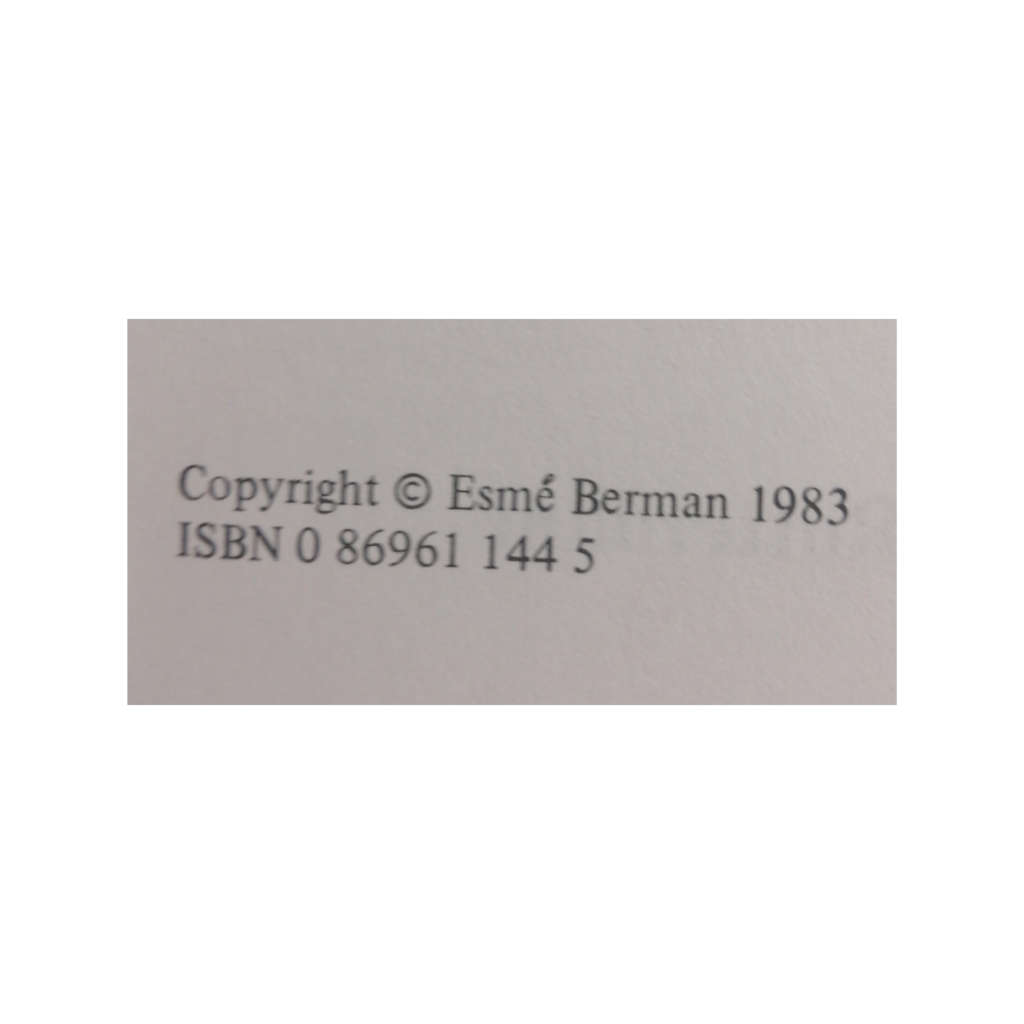 Copyright © Esmé Berman 1983
ISBN 0 86961 144 5